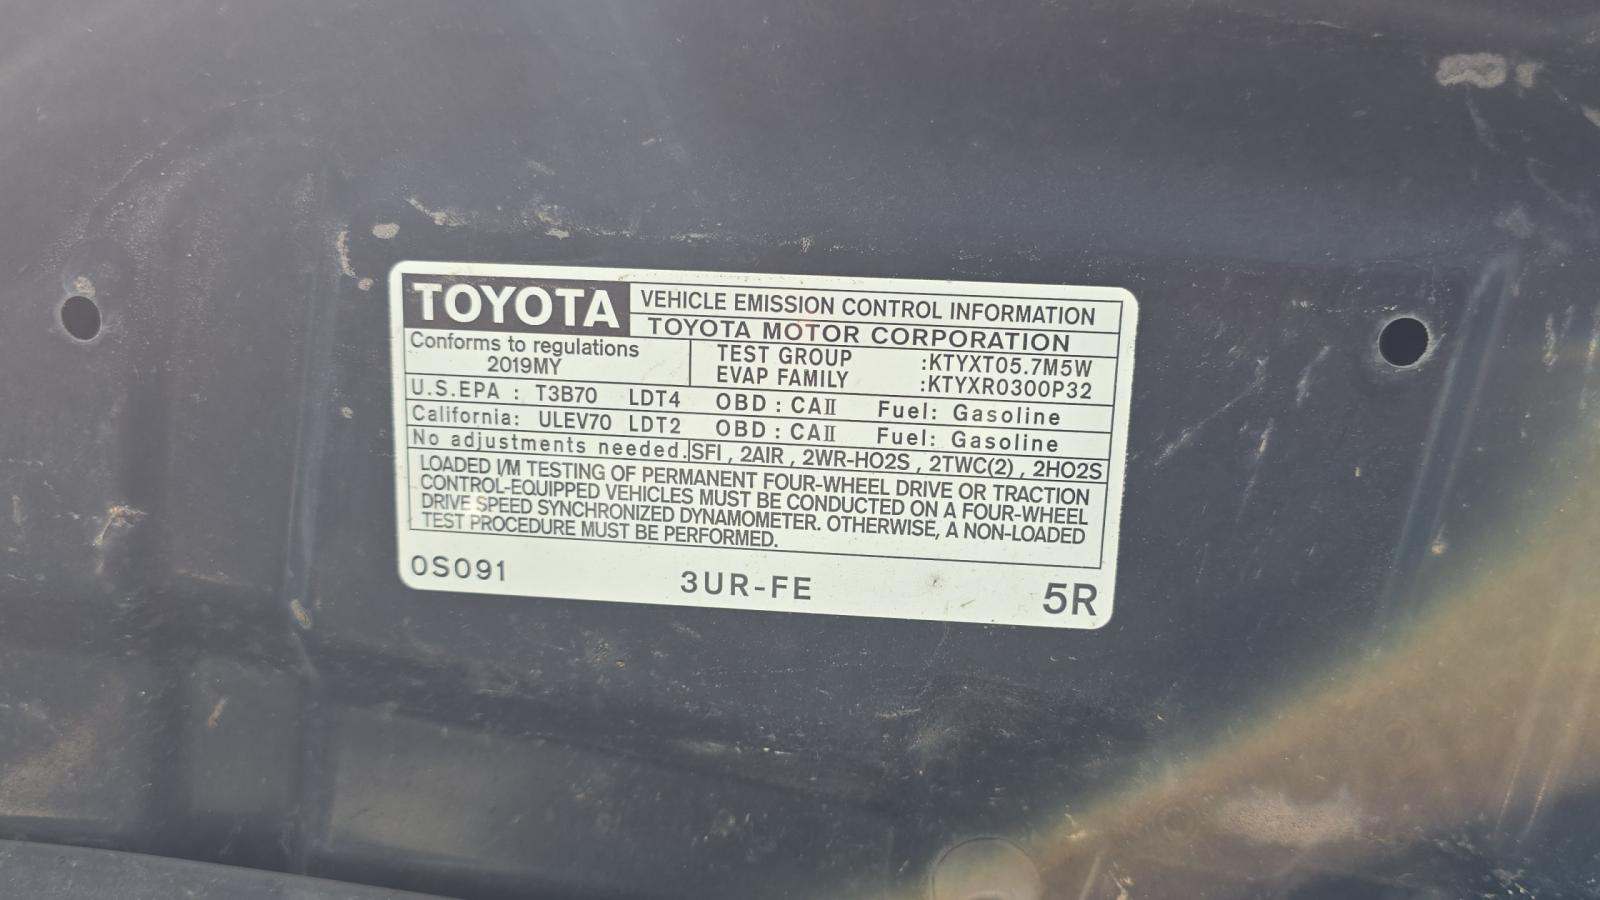 TOYOTA VEHICLE EMISSION CONTROL INFORMATION
TOYOTA MOTOR CORPORATION
Conforms to regulations
2019MY
TEST GROUP :KTYXT05.7M5W
EVAP FAMILY :KTYXR0300P32
U.S.EPA : T3B70 LDT4 OBD : CAII Fuel: Gasoline
California: ULEV70 LDT2 OBD : CAII Fuel: Gasoline
No adjustments needed. SFI , 2AIR , 2WR-HO2S , 2TWC(2) , 2HO2S
LOADED I/M TESTING OF PERMANENT FOUR-WHEEL DRIVE OR TRACTION
CONTROL-EQUIPPED VEHICLES MUST BE CONDUCTED ON A FOUR-WHEEL
DRIVE SPEED SYNCHRONIZED DYNAMOMETER. OTHERWISE, A NON-LOADED
TEST PROCEDURE MUST BE PERFORMED.
0S091 3UR-FE 5R